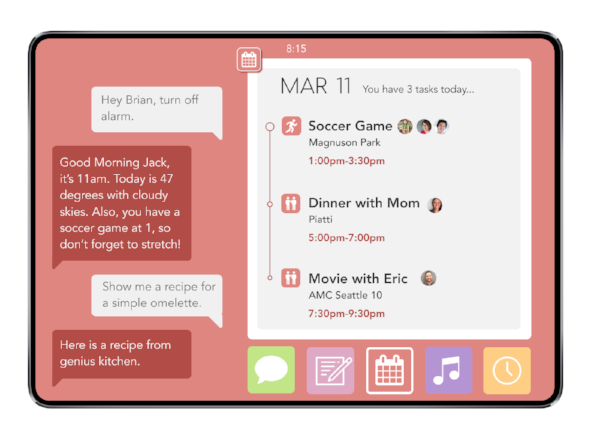 8:15
Hey Brian, turn off
alarm.
Good Morning Jack,
it's 11am. Today is 47
degrees with cloudy
skies. Also, you have a
soccer game at 1, so
don't forget to stretch!
Show me a recipe for
a simple omelette.
Here is a recipe from
genius kitchen.
MAR 11 You have 3 tasks today...
Soccer Game
Magnuson Park
1:00pm-3:30pm
Dinner with Mom
Piatti
5:00pm-7:00pm
Movie with Eric
AMC Seattle 10
7:30pm-9:30pm